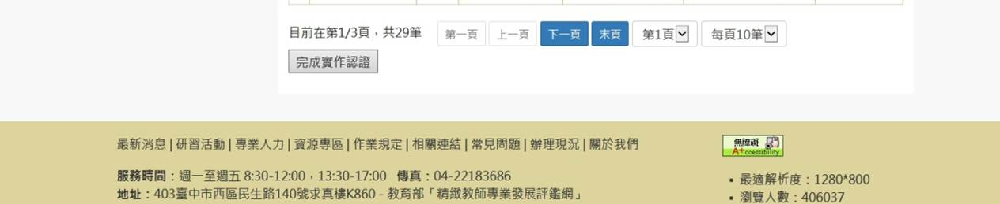 目前在第1/3頁，共29筆 第一頁 上一頁 下一頁 末頁 第1頁 每頁10筆
完成實作認證
最新消息 | 研習活動 | 專業人力 | 資源專區 | 作業規定 | 相關連結 | 常見問題 | 辦理現況 | 關於我們
無障礙
A+ccessibility
服務時間：週一至週五 8:30-12:00，13:30-17:00 傳真：04-22183686
• 最適解析度：1280*800
地址：403臺中市西區民生路140號求真樓K860 - 教育部「精緻教師專業發展評鑑網」
• 瀏覽人數：406037